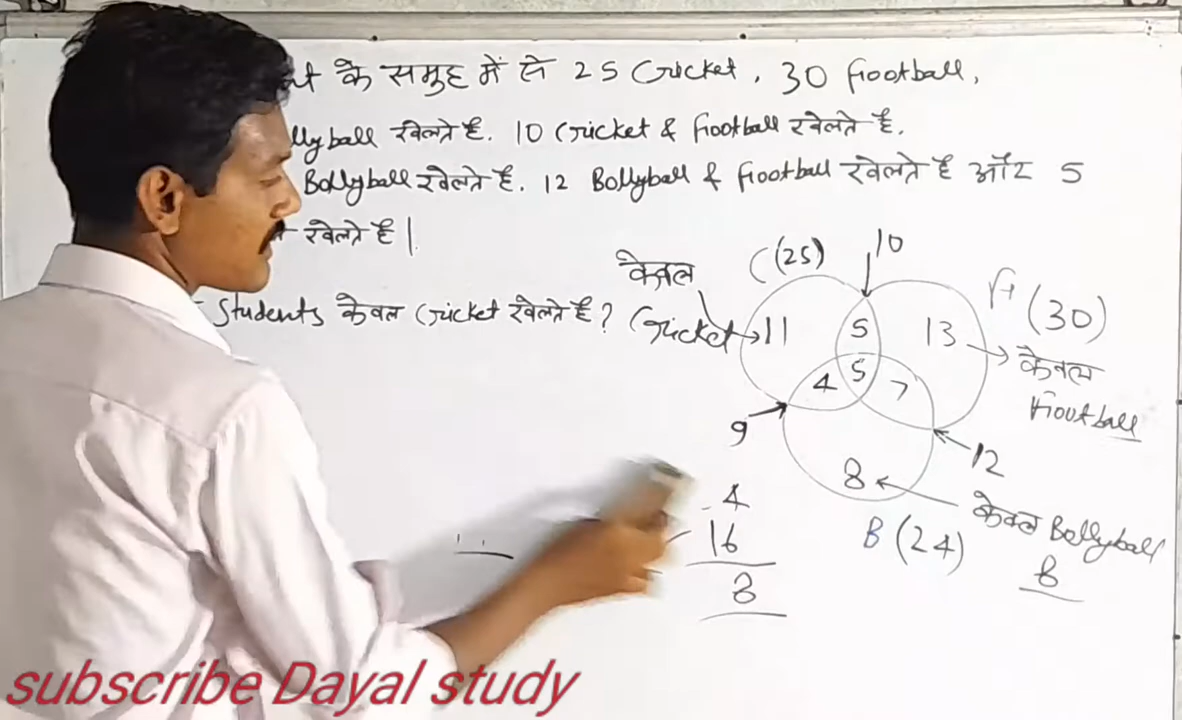 के समुह में से 25 Cricket, 30 Football,
llyball खेलते है. 10 Cricket & Football खेलते है.
Bollyball खेलते है. 12 Bollyball & Football खेलते है और 5
खेलते है |
Students केवल Cricket खेलते है ?
केवल
Cricket
C (25)
10
F (30)
11
5
13
केवल
Football
4
5
7
9
12
8
केवल Bollyball
8
B (24)
4
16
8
subscribe Dayal study